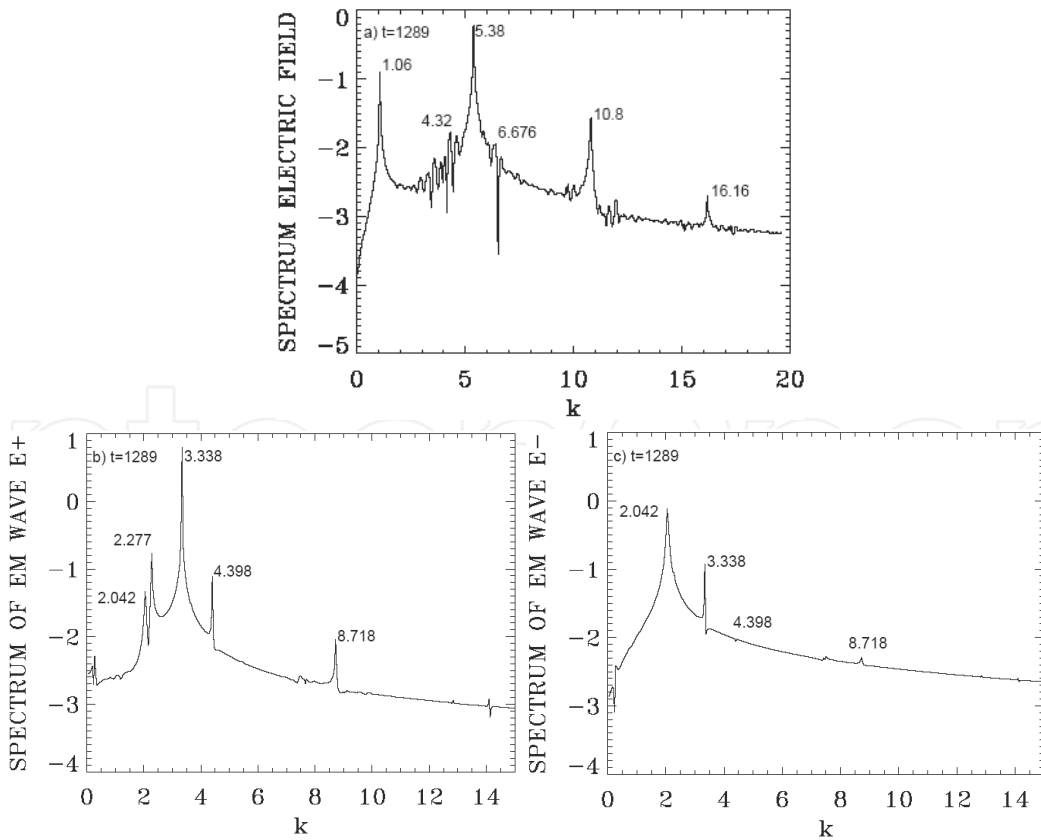 SPECTRUM ELECTRIC FIELD
0
−1
−2
−3
−4
−5
a) t=1289
1.06
4.32
5.38
6.676
10.8
16.16
0 5 10 15 20
k
SPECTRUM OF EM WAVE E+
1
0
−1
−2
−3
−4
b) t=1289
2.042
2.277
3.338
4.398
8.718
0 2 4 6 8 10 12 14
k
SPECTRUM OF EM WAVE E−
1
0
−1
−2
−3
−4
c) t=1289
2.042
3.338
4.398
8.718
0 2 4 6 8 10 12 14
k